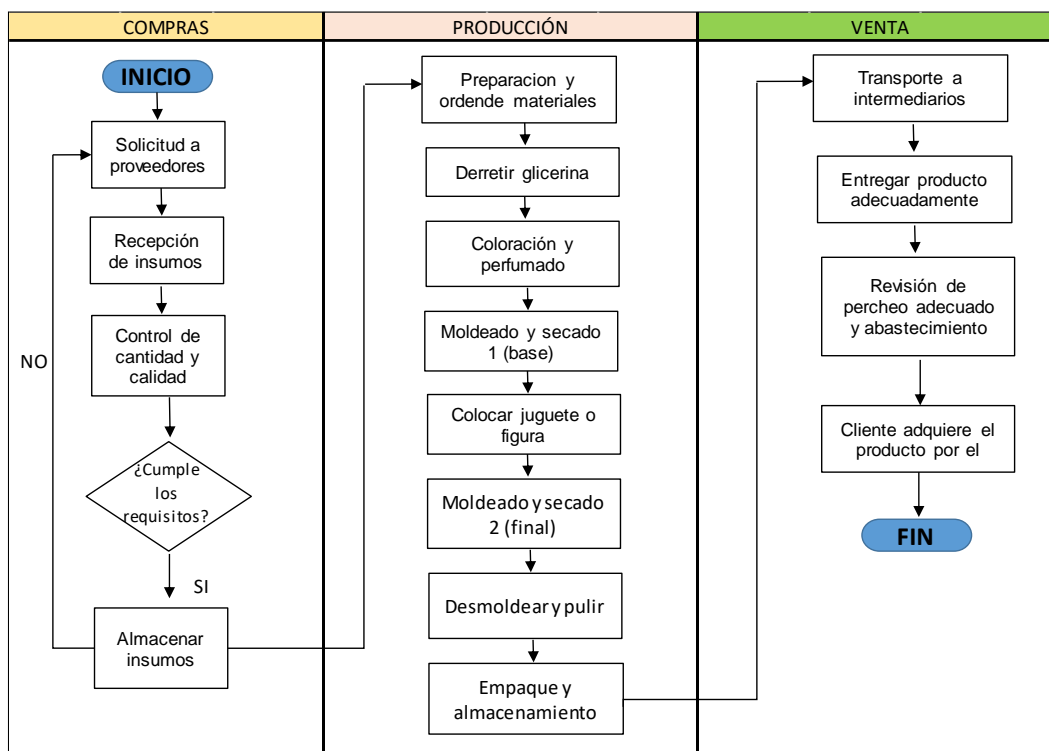 COMPRAS
INICIO
Solicitud a
proveedores
Recepción
de insumos
Control de
cantidad y
calidad
NO
¿Cumple
los
requisitos?
SI
Almacenar
insumos
PRODUCCIÓN
Preparacion y
ordende materiales
Derretir glicerina
Coloración y
perfumado
Moldeado y secado
1 (base)
Colocar juguete o
figura
Moldeado y secado
2 (final)
Desmoldear y pulir
Empaque y
almacenamiento
VENTA
Transporte a
intermediarios
Entregar producto
adecuadamente
Revisión de
percheo adecuado
y abastecimiento
Cliente adquiere el
producto por el
FIN